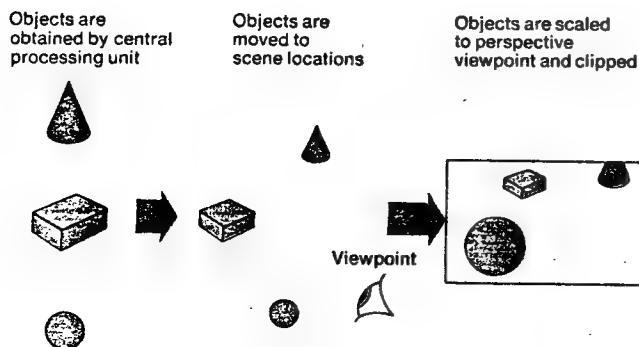 Objects are
obtained by central
processing unit
Objects are
moved to
scene locations
Objects are scaled
to perspective
viewpoint and clipped
Viewpoint